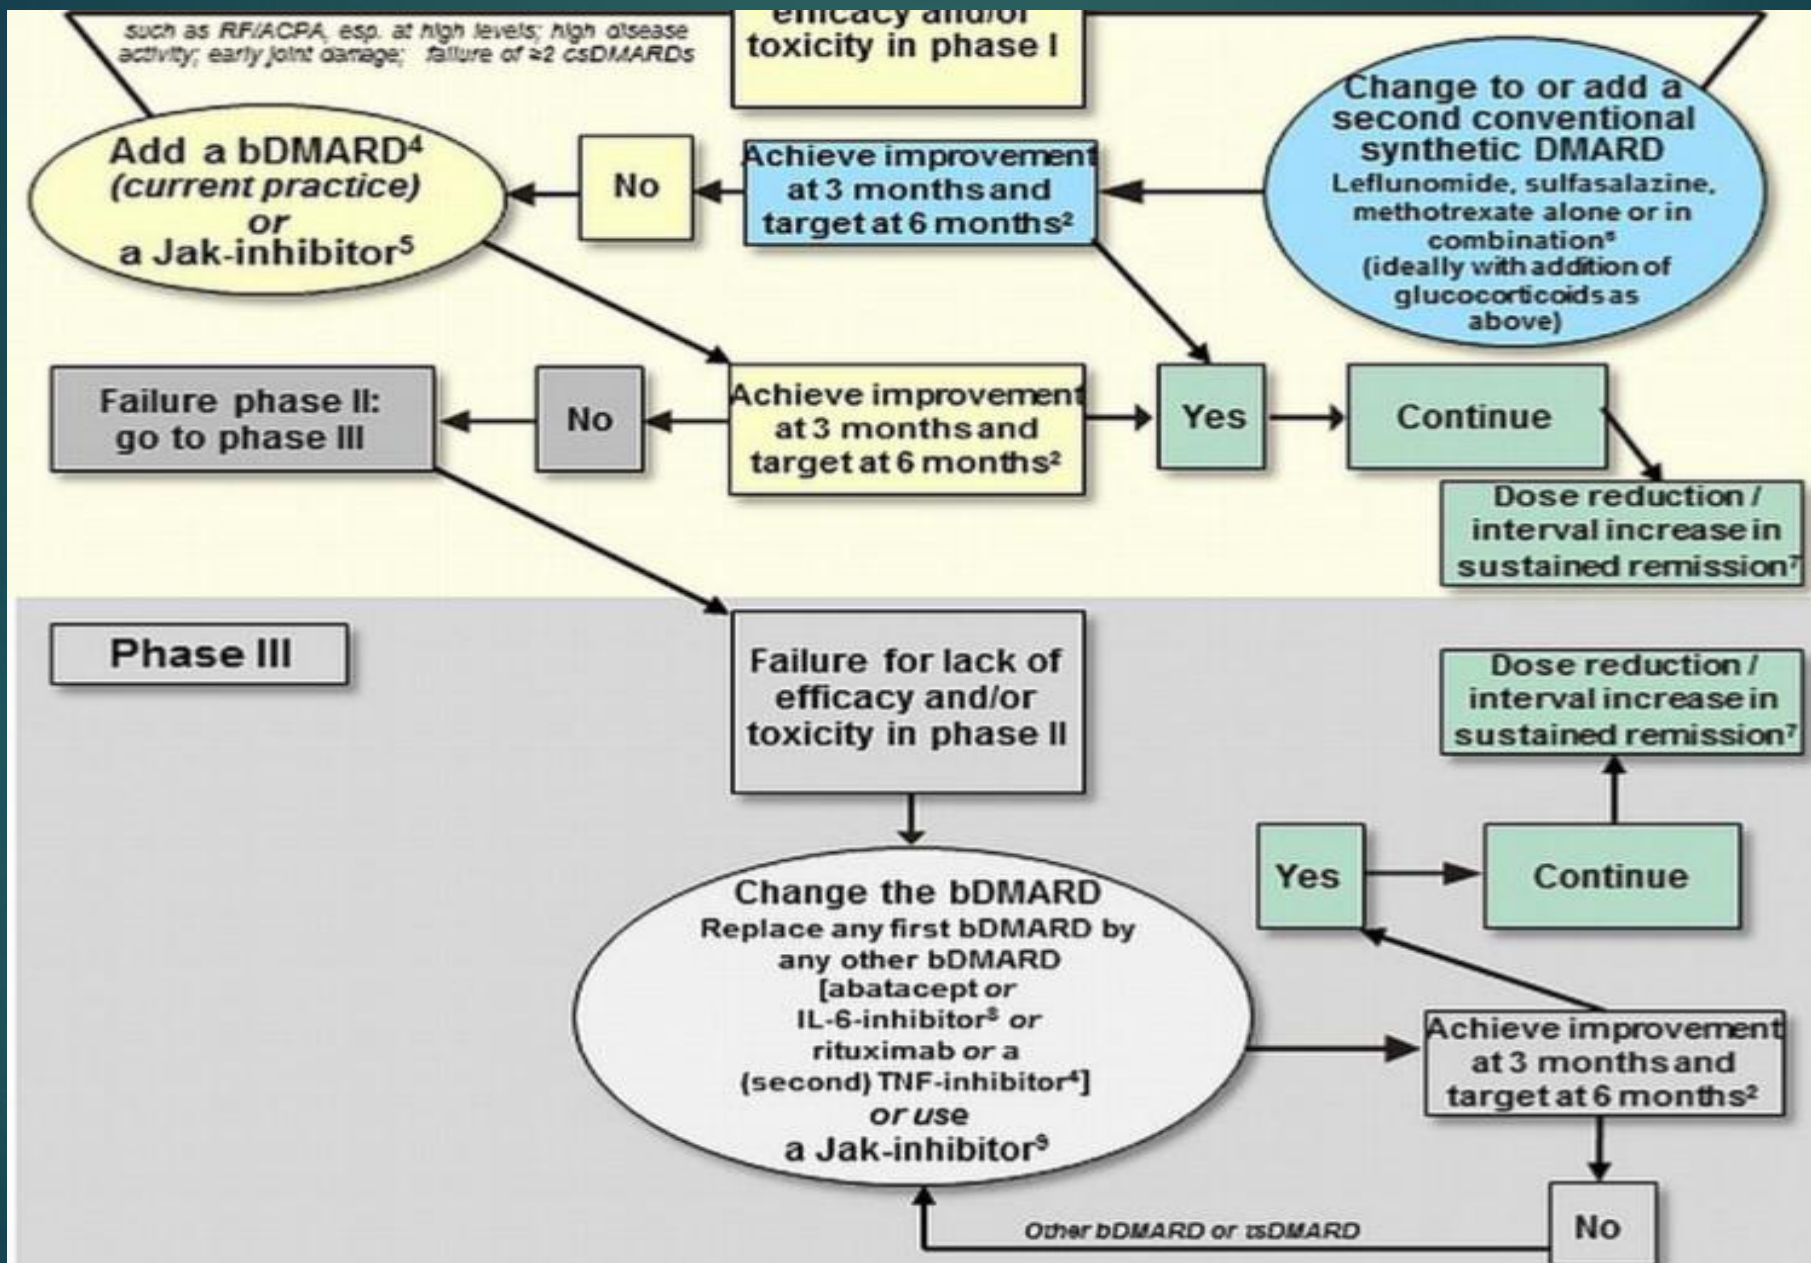 such as RF/ACPA, esp. at high levels; high disease
activity; early joint damage; failure of ≥2 csDMARDs
efficacy and/or
toxicity in phase I
Change to or add a
second conventional
synthetic DMARD
Leflunomide, sulfasalazine,
methotrexate alone or in
combination⁶
(ideally with addition of
glucocorticoids as
above)
Achieve improvement
at 3 months and
target at 6 months²
No
Add a bDMARD⁴
(current practice)
or
a Jak-inhibitor⁵
Failure phase II:
go to phase III
No
Achieve improvement
at 3 months and
target at 6 months²
Yes
Continue
Dose reduction /
interval increase in
sustained remission⁷
Phase III
Failure for lack of
efficacy and/or
toxicity in phase II
Dose reduction /
interval increase in
sustained remission⁷
Yes
Continue
Change the bDMARD
Replace any first bDMARD by
any other bDMARD
[abatacept or
IL-6-inhibitor⁸ or
rituximab or a
(second) TNF-inhibitor⁴]
or use
a Jak-inhibitor⁹
Achieve improvement
at 3 months and
target at 6 months²
No
Other bDMARD or tsDMARD